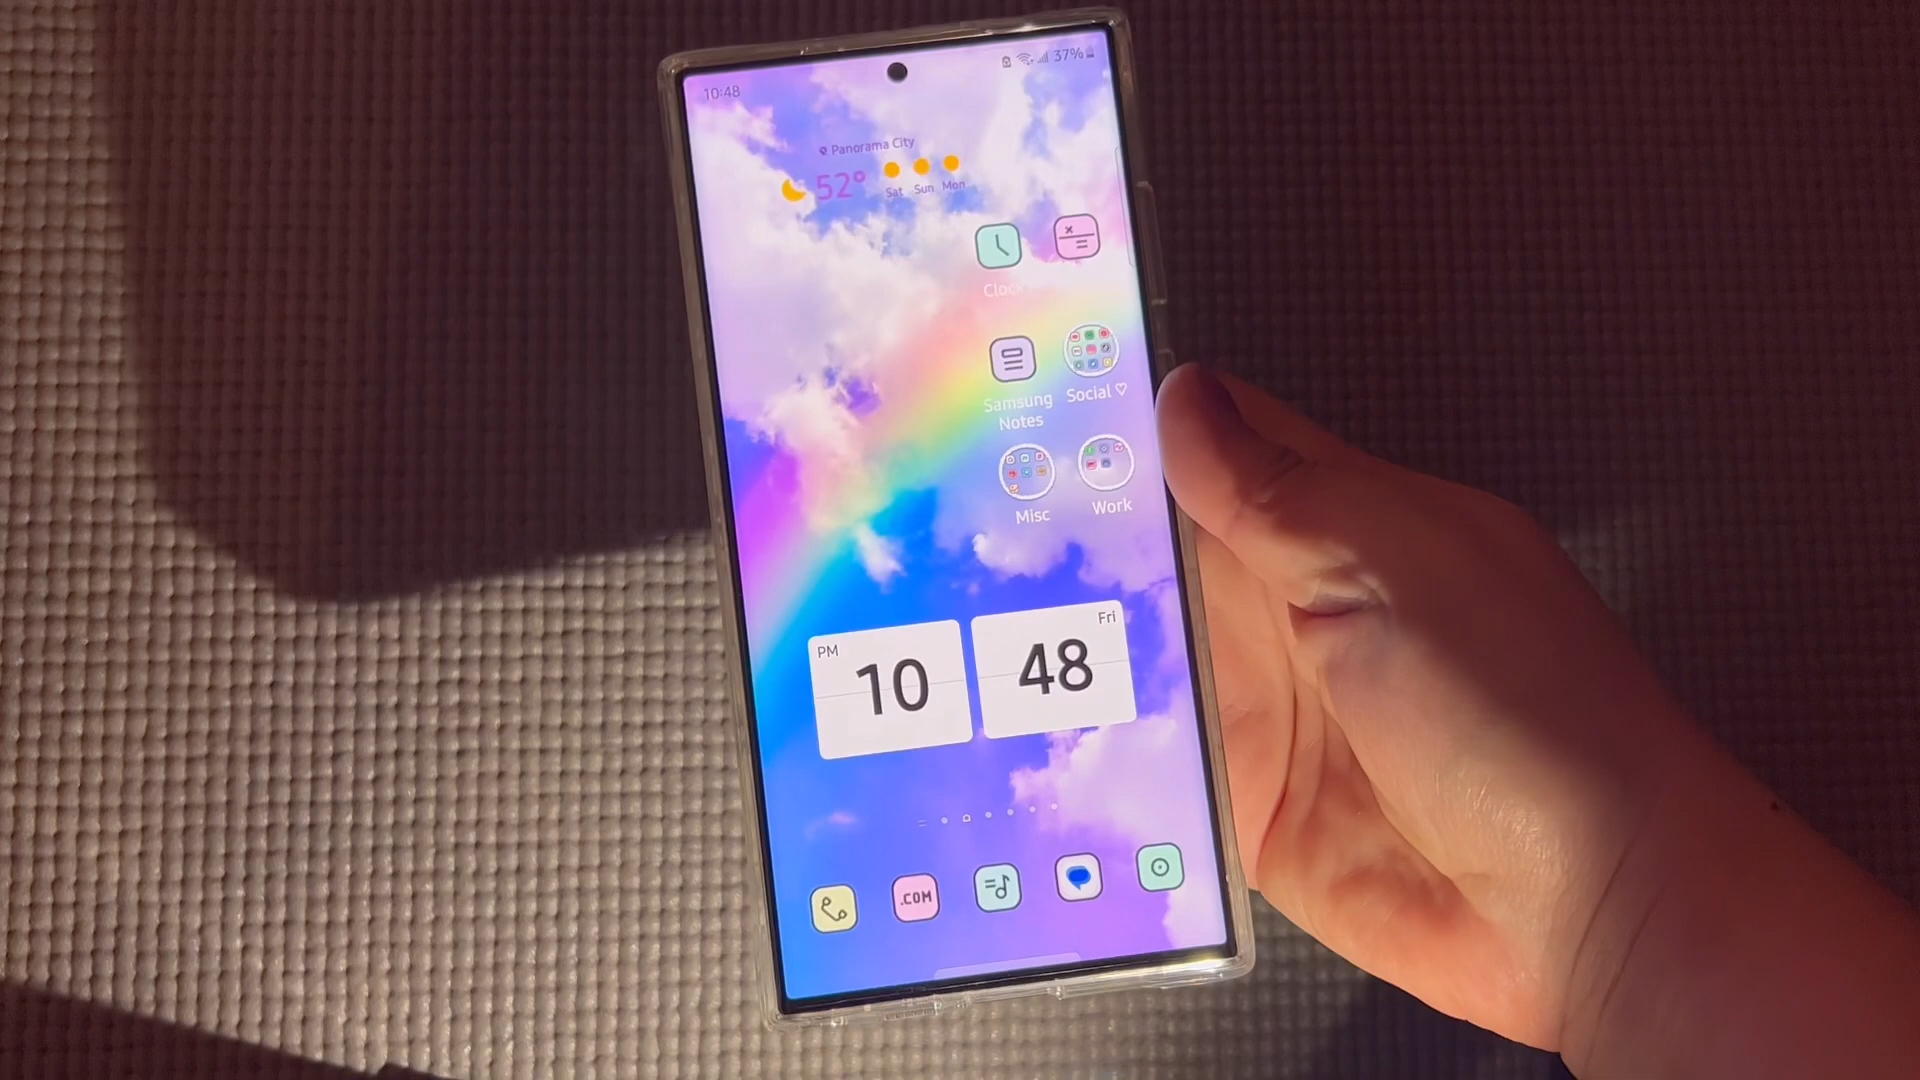 10:48
37%
Panorama City
52°
Sat Sun Mon
Clock
Samsung
Notes
Social ♡
Misc
Work
PM
10
Fri
48
.COM